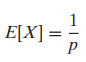 E[X] = 1/p